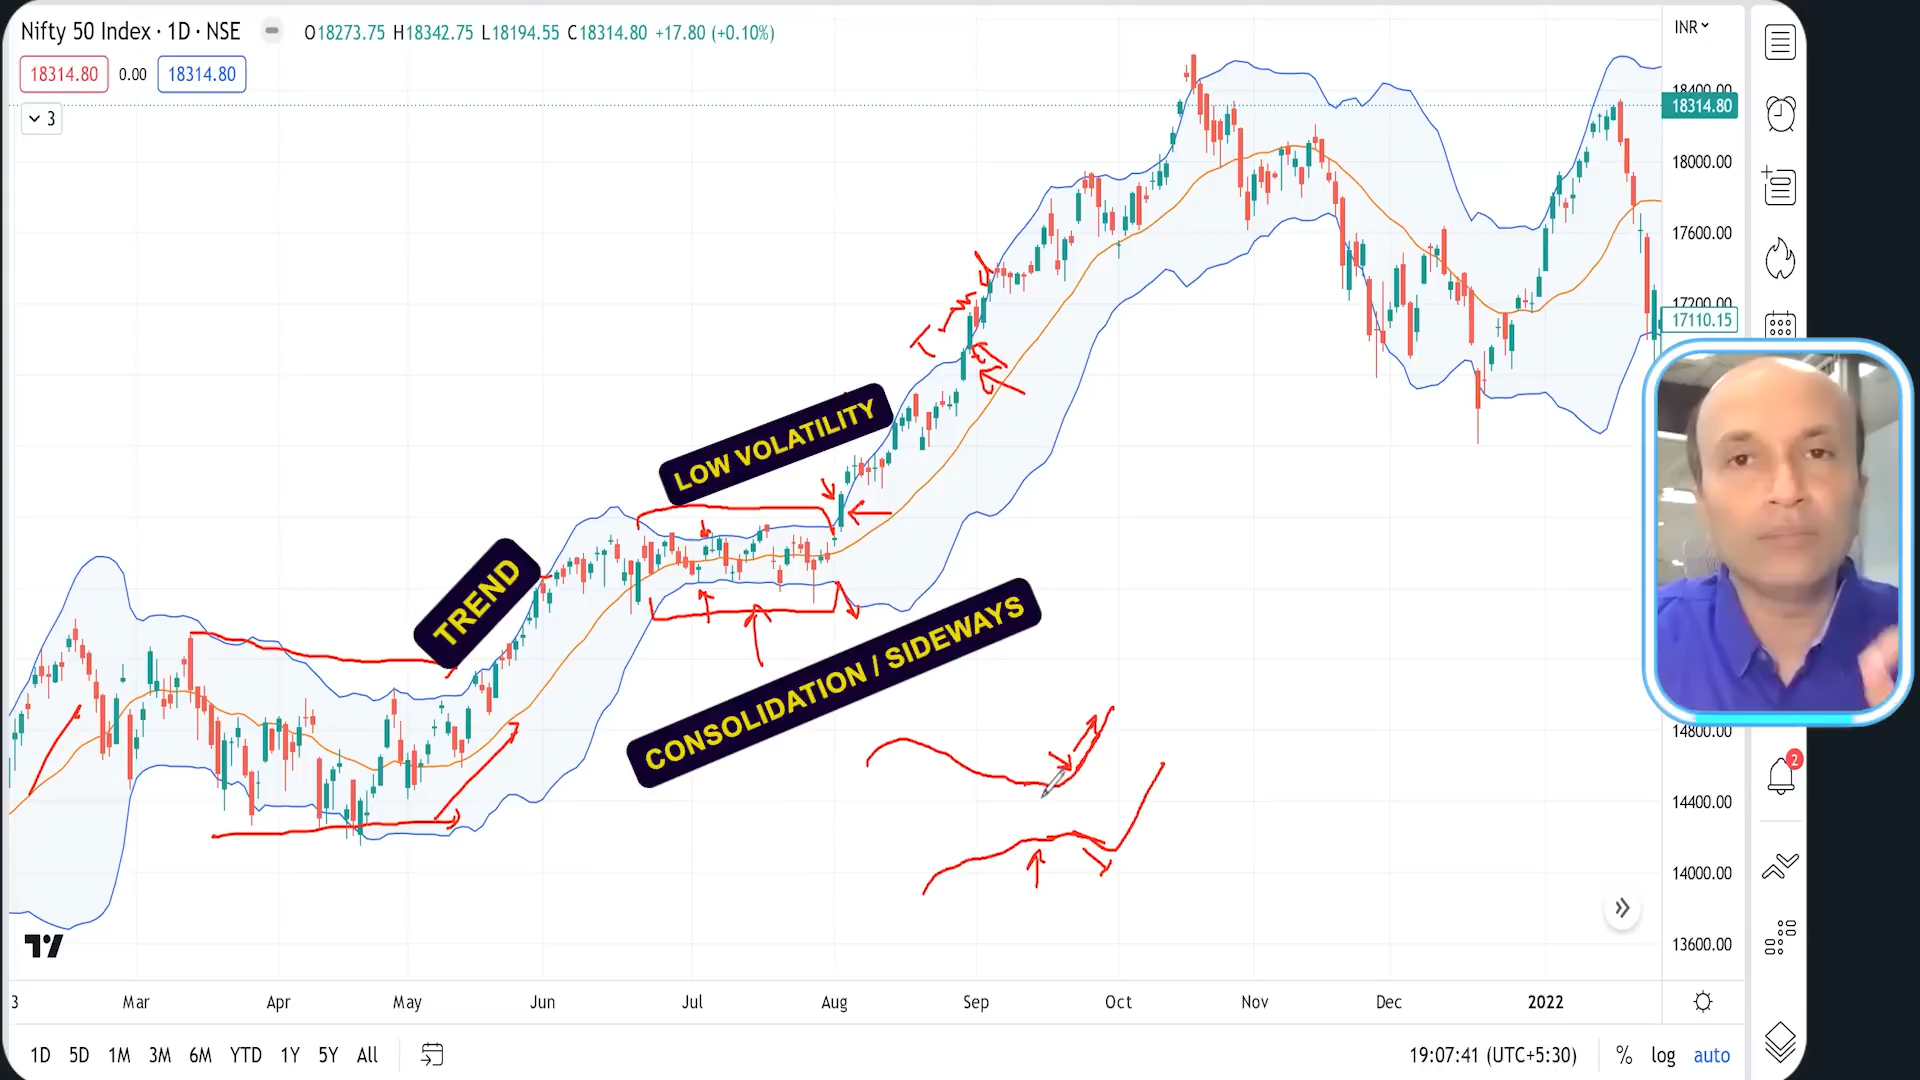 Nifty 50 Index · 1D · NSE
O18273.75 H18342.75 L18194.55 C18314.80 +17.80 (+0.10%)
INR
18314.80 0.00 18314.80
3
18400.00
18314.80
18000.00
17600.00
17200.00
17110.15
LOW VOLATILITY
TREND
CONSOLIDATION / SIDEWAYS
14800.00
2
14400.00
14000.00
13600.00
3 Mar Apr May Jun Jul Aug Sep Oct Nov Dec 2022
1D 5D 1M 3M 6M YTD 1Y 5Y All
19:07:41 (UTC+5:30) % log auto